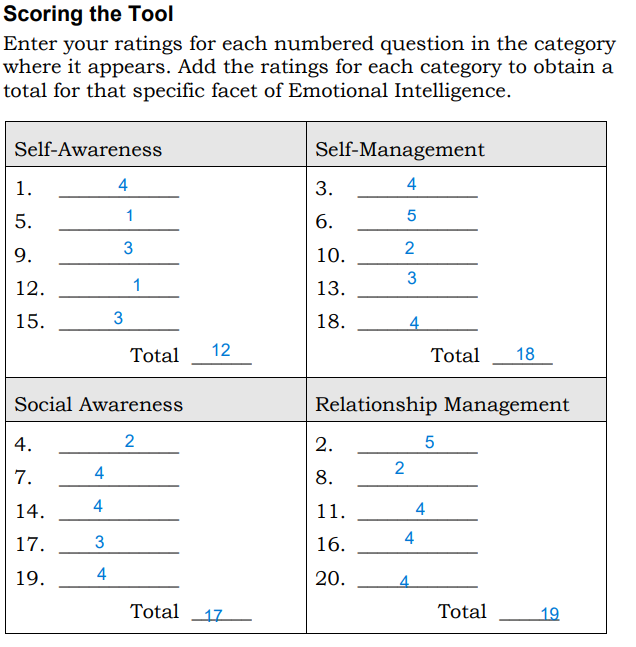 Scoring the Tool
Enter your ratings for each numbered question in the category
where it appears. Add the ratings for each category to obtain a
total for that specific facet of Emotional Intelligence.
Self-Awareness
1. 4
5. 1
9. 3
12. 1
15. 3
Total 12
Self-Management
3. 4
6. 5
10. 2
13. 3
18. 4
Total 18
Social Awareness
4. 2
7. 4
14. 4
17. 3
19. 4
Total 17
Relationship Management
2. 5
8. 2
11. 4
16. 4
20. 4
Total 19